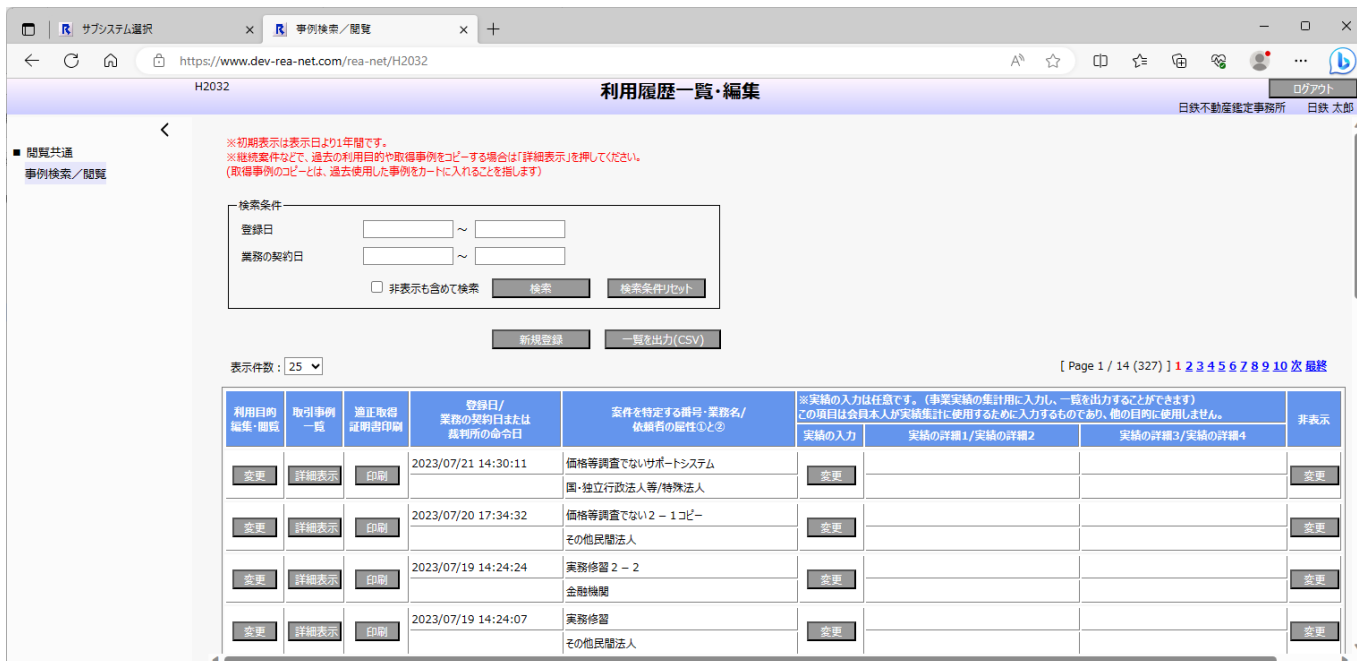 サブシステム選択
事例検索／閲覧
https://www.dev-rea-net.com/rea-net/H2032
H2032
利用履歴一覧・編集
ログアウト
日鉄不動産鑑定事務所 日鉄 太郎
■ 閲覧共通
事例検索／閲覧
※初期表示は表示日より1年間です。
※継続案件などで、過去の利用目的や取得事例をコピーする場合は「詳細表示」を押してください。
(取得事例のコピーとは、過去使用した事例をカートに入れることを指します)
検索条件
登録日 ～
業務の契約日 ～
非表示も含めて検索 検索 検索条件リセット
新規登録 一覧を出力(CSV)
表示件数： 25
[ Page 1 / 14 (327) ] 1 2 3 4 5 6 7 8 9 10 次 最終
利用目的
編集・閲覧
取引事例
一覧
適正取得
証明書印刷
登録日/
業務の契約日または
裁判所の命令日
案件を特定する番号・業務名/
依頼者の属性①と②
※実績の入力は任意です。（事業実績の集計用に入力し、一覧を出力することができます）
この項目は会員本人が実績集計に使用するために入力するものであり、他の目的に使用しません。
実績の入力 実績の詳細1/実績の詳細2 実績の詳細3/実績の詳細4
非表示
変更 詳細表示 印刷 2023/07/21 14:30:11 価格等調査でないサポートシステム 変更 変更
国・独立行政法人等/特殊法人
変更 詳細表示 印刷 2023/07/20 17:34:32 価格等調査でない２－１コピー 変更 変更
その他民間法人
変更 詳細表示 印刷 2023/07/19 14:24:24 実務修習２－２ 変更 変更
金融機関
変更 詳細表示 印刷 2023/07/19 14:24:07 実務修習 変更 変更
その他民間法人